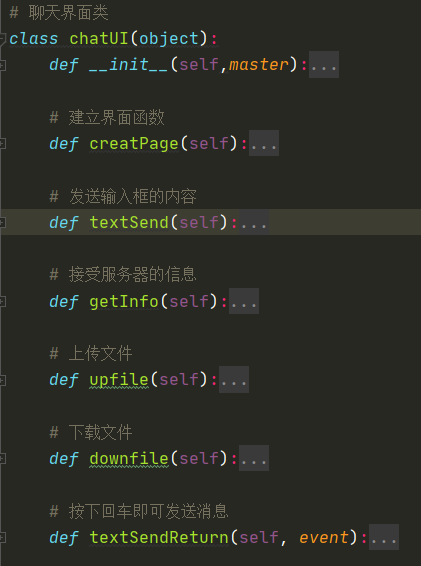 # 聊天界面类
class chatUI(object):
def __init__(self,master):...
# 建立界面函数
def creatPage(self):...
# 发送输入框的内容
def textSend(self):...
# 接受服务器的信息
def getInfo(self):...
# 上传文件
def upfile(self):...
# 下载文件
def downfile(self):...
# 按下回车即可发送消息
def textSendReturn(self, event):...